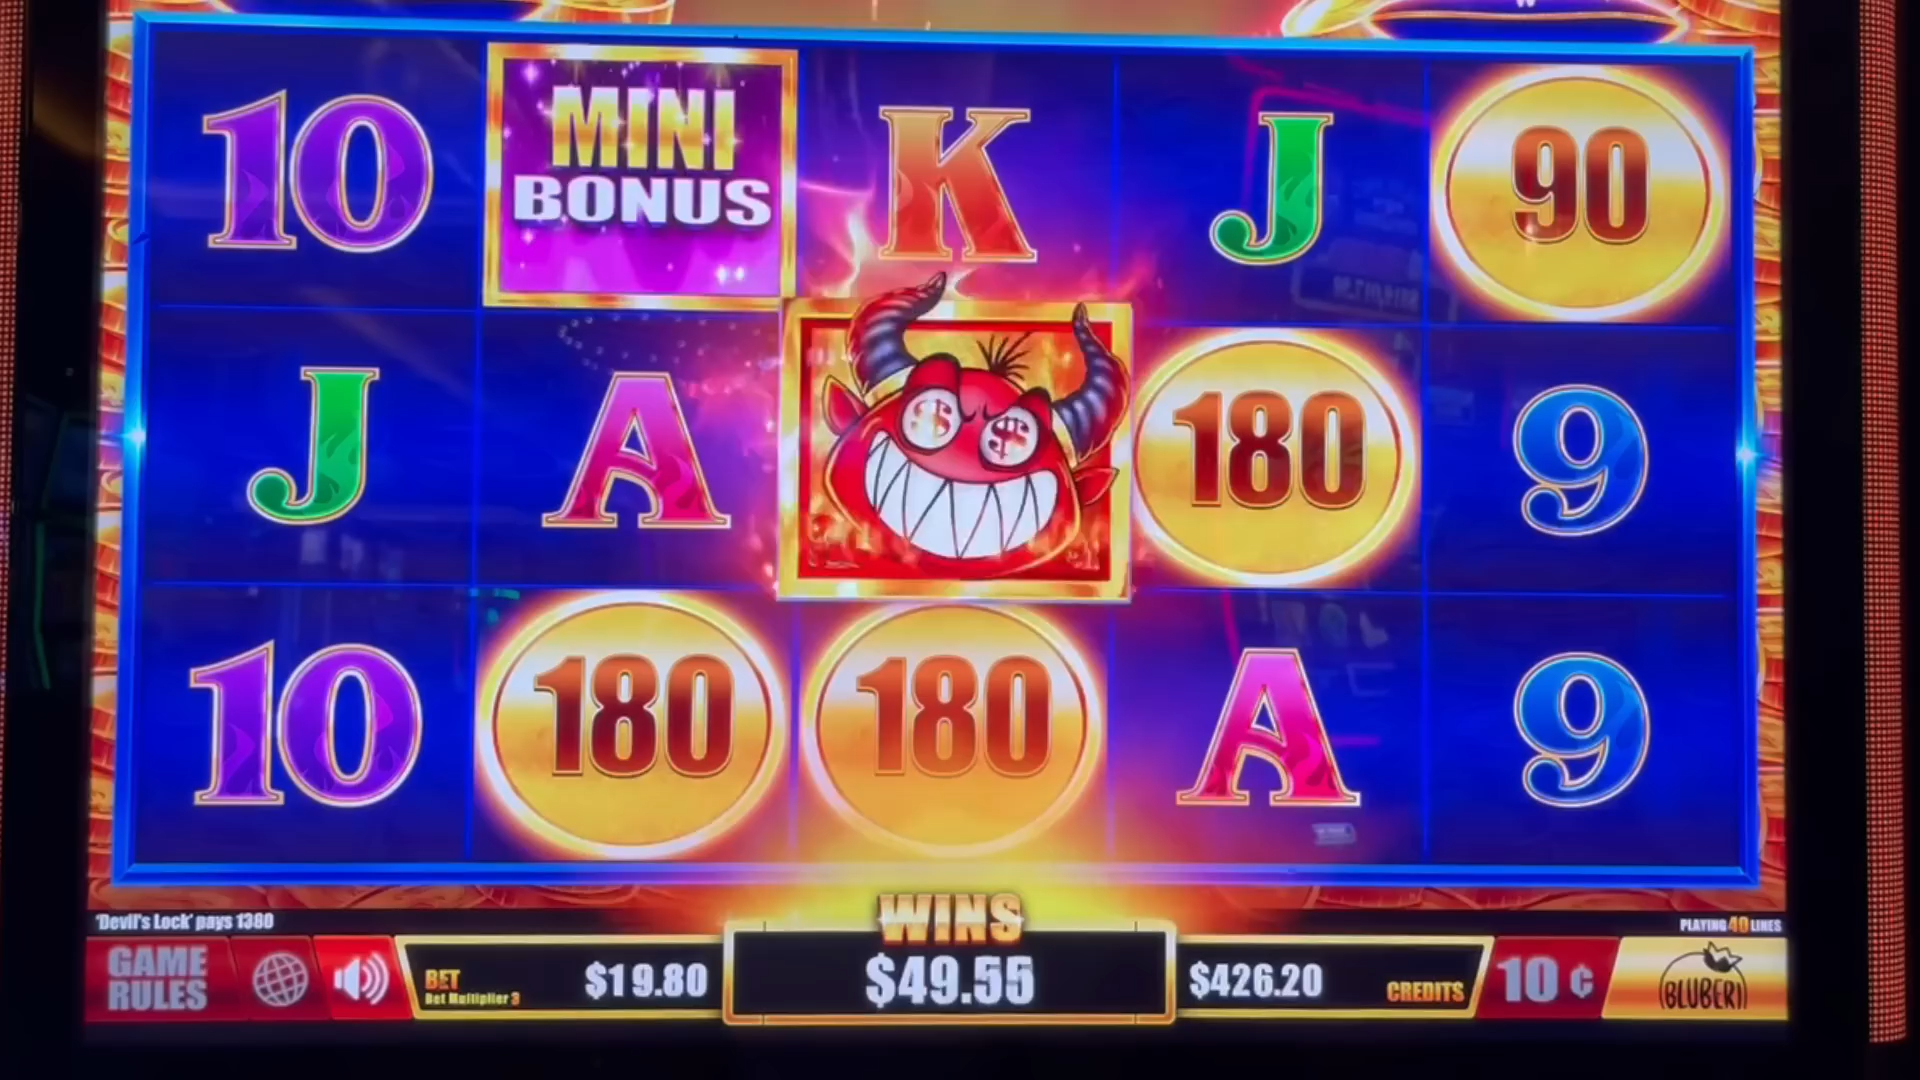 10 MINI BONUS K J 90
J A 180 9
10 180 180 A 9
'Devil's Lock' pays 1380
WINS
PLAYING 40 LINES
GAME RULES
BET
Bet Multiplier 3
$19.80
$49.55
$426.20
CREDITS
10 ¢
BLUBERI